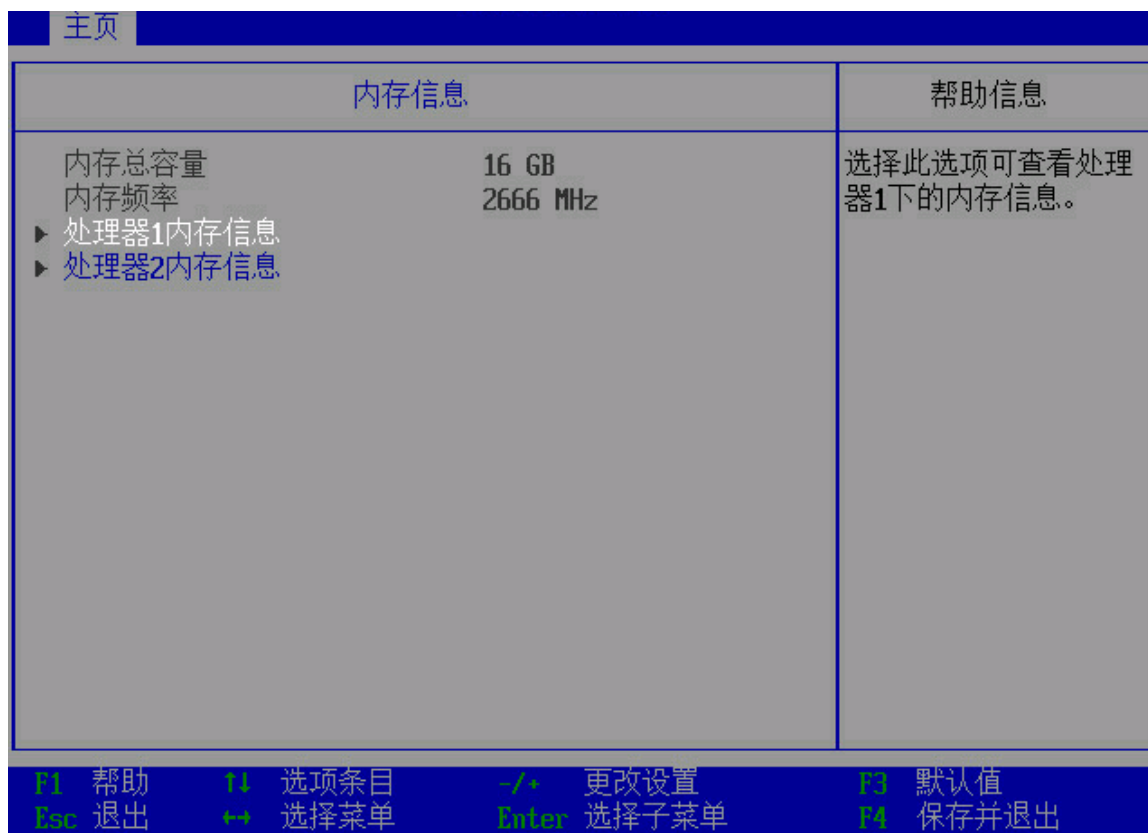 主页
内存信息
帮助信息
内存总容量 16 GB
内存频率 2666 MHz
处理器1内存信息
处理器2内存信息
选择此选项可查看处理
器1下的内存信息。
F1 帮助 ↑↓ 选项条目 -/+ 更改设置 F3 默认值
Esc 退出 ←→ 选择菜单 Enter 选择子菜单 F4 保存并退出